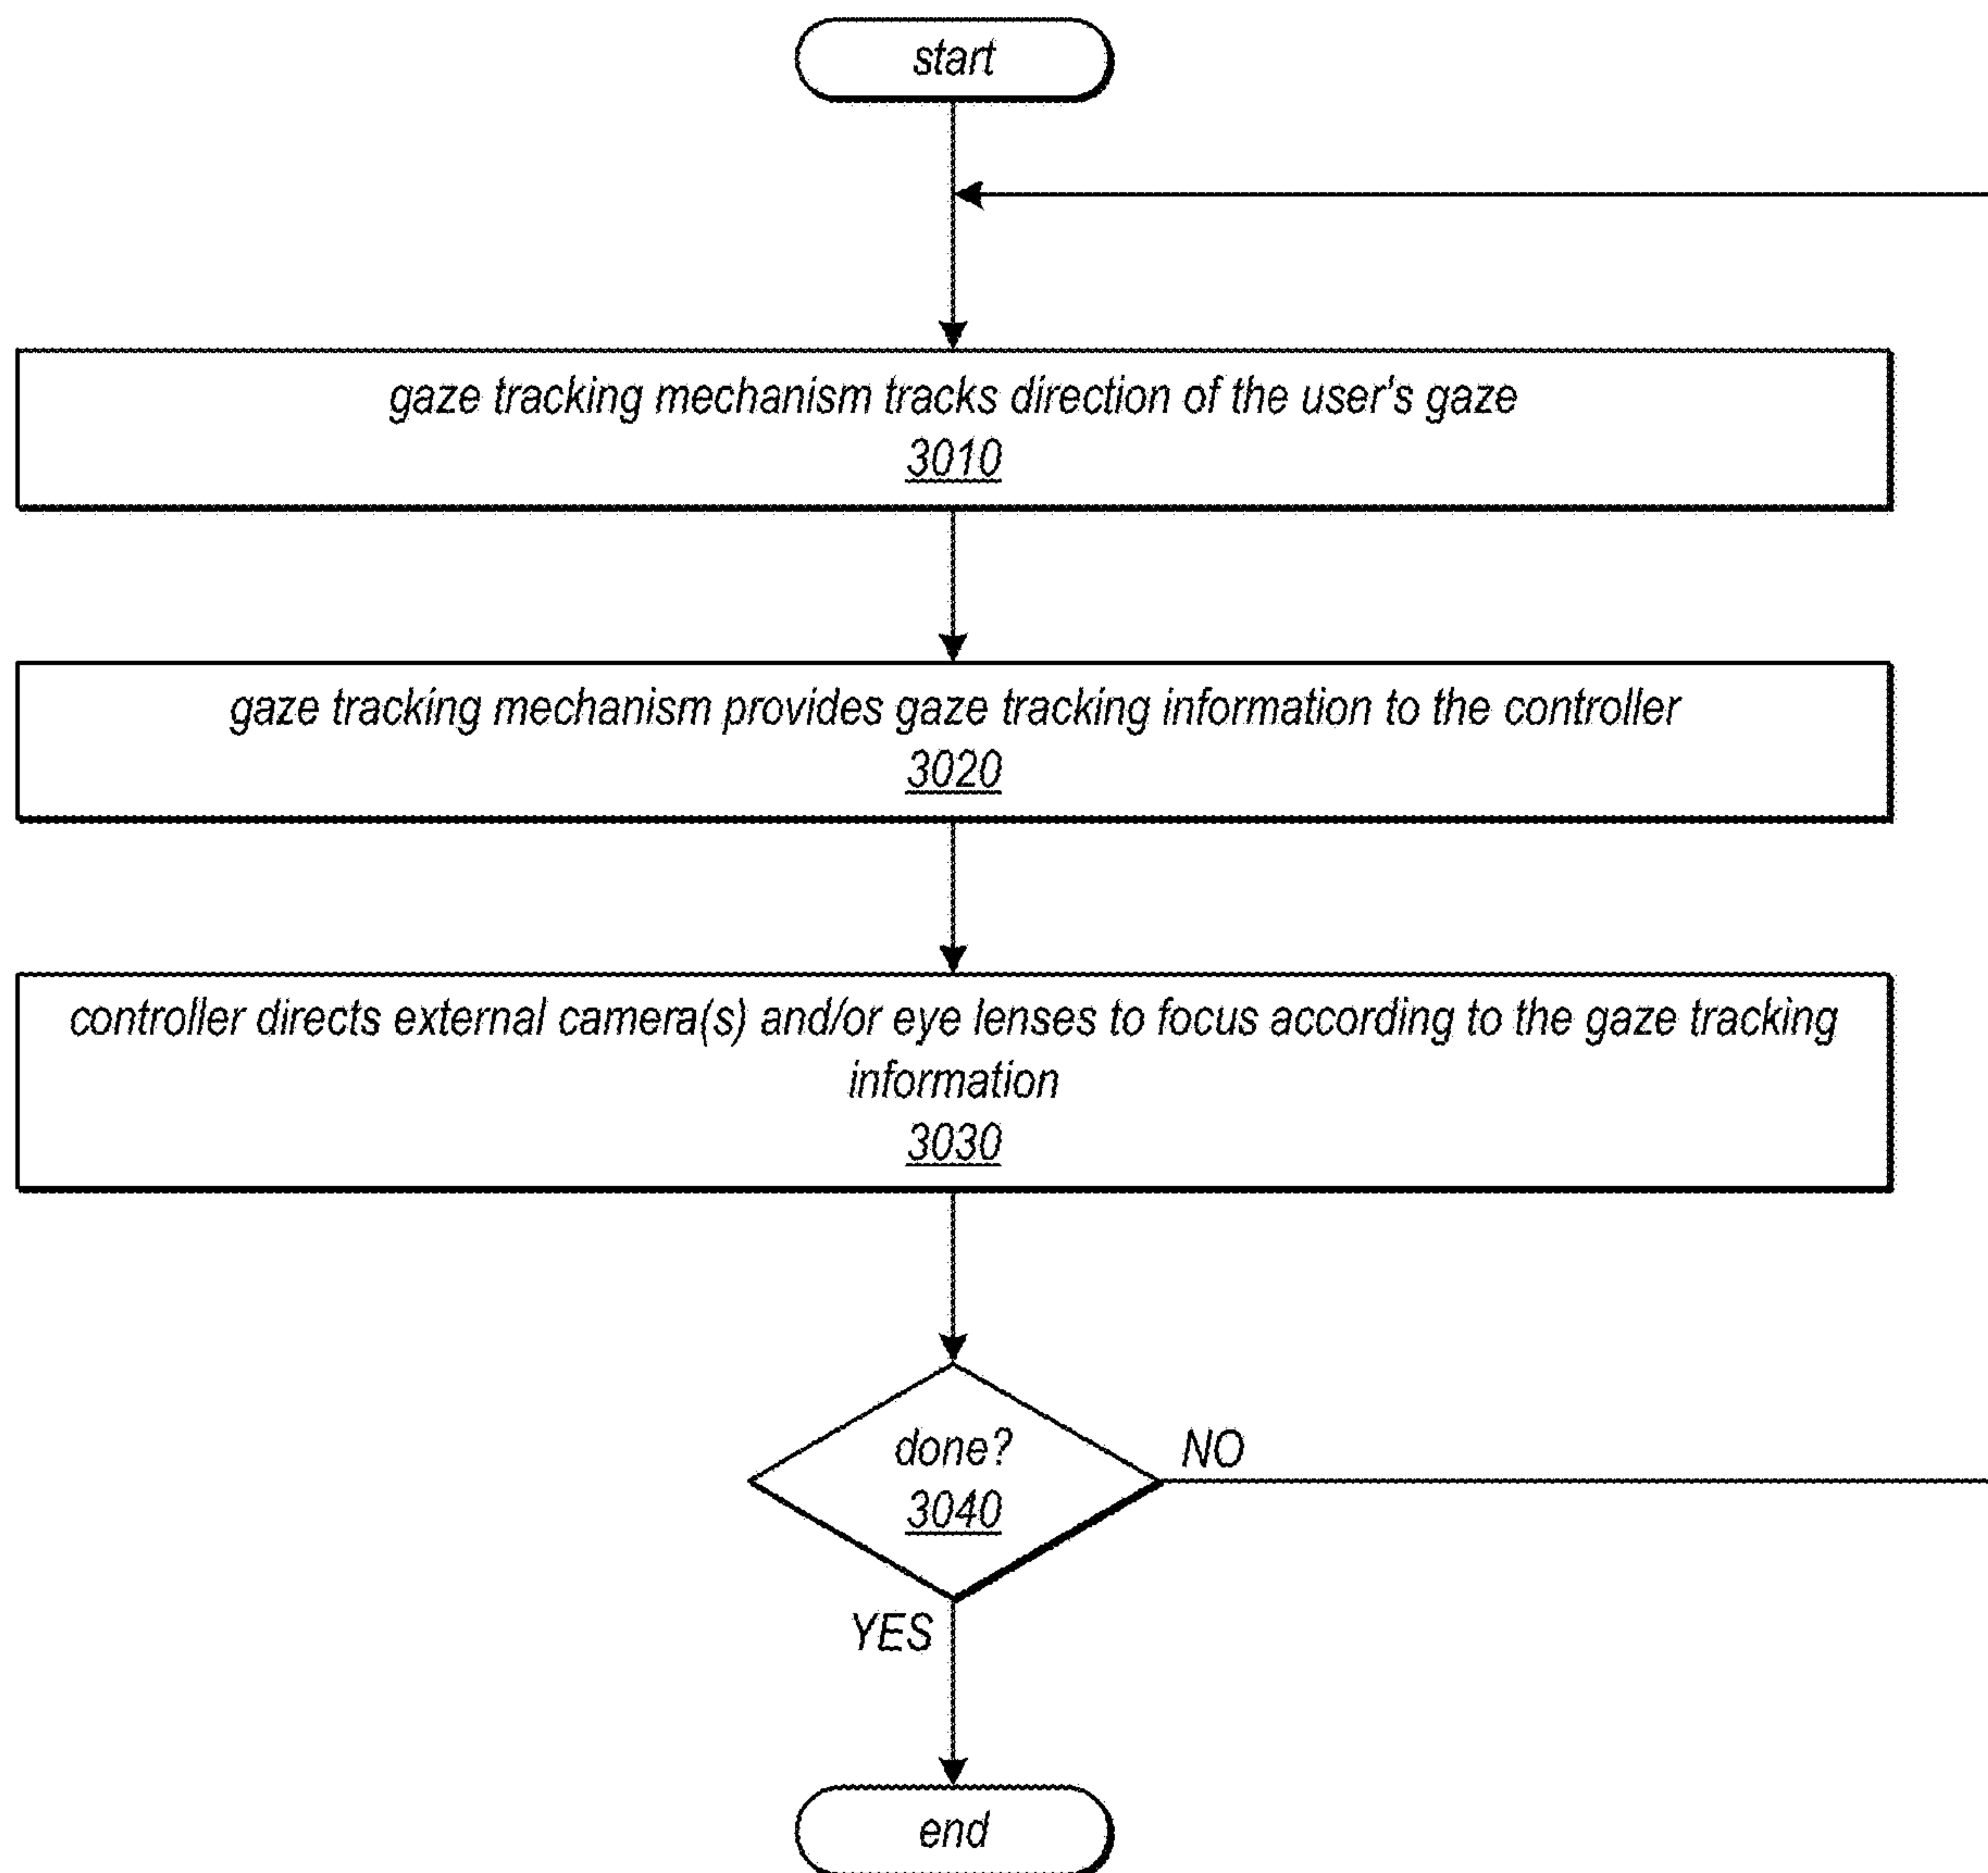 start
gaze tracking mechanism tracks direction of the user's gaze
3010
gaze tracking mechanism provides gaze tracking information to the controller
3020
controller directs external camera(s) and/or eye lenses to focus according to the gaze tracking
information
3030
done?
3040
NO
YES
end